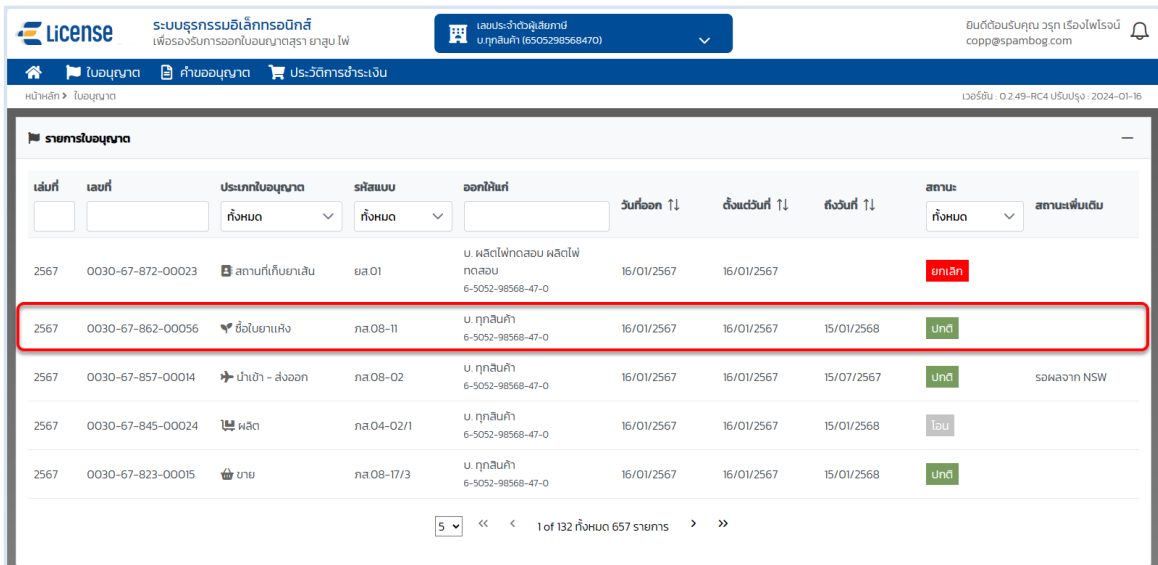 License
ระบบธุรกรรมอิเล็กทรอนิกส์
เพื่อรองรับการออกใบอนุญาตสุรา ยาสูบ ไพ่
เลขประจำตัวผู้เสียภาษี
บ.ทุกสินค้า (6505298568470)
ยินดีต้อนรับคุณ วรุท เรืองไพโรจน์
copp@spambog.com
ใบอนุญาต คำขออนุญาต ประวัติการชำระเงิน
หน้าหลัก > ใบอนุญาต
เวอร์ชัน : 0.2.49-RC4 ปรับปรุง : 2024-01-16
รายการใบอนุญาต
เล่มที่ เลขที่ ประเภทใบอนุญาต รหัสแบบ ออกให้แก่ วันที่ออก ตั้งแต่วันที่ ถึงวันที่ สถานะ สถานะเพิ่มเติม
ทั้งหมด ทั้งหมด ทั้งหมด
2567 0030-67-872-00023 สถานที่เก็บยาเส้น ยส.01 บ. ผลิตไพ่ทดสอบ ผลิตไพ่
ทดสอบ
6-5052-98568-47-0 16/01/2567 16/01/2567 ยกเลิก
2567 0030-67-862-00056 ซื้อใบยาแห้ง ภส.08-11 บ. ทุกสินค้า
6-5052-98568-47-0 16/01/2567 16/01/2567 15/01/2568 ปกติ
2567 0030-67-857-00014 นำเข้า - ส่งออก ภส.08-02 บ. ทุกสินค้า
6-5052-98568-47-0 16/01/2567 16/01/2567 15/07/2567 ปกติ รอผลจาก NSW
2567 0030-67-845-00024 ผลิต ภส.04-02/1 บ. ทุกสินค้า
6-5052-98568-47-0 16/01/2567 16/01/2567 15/01/2568 โอน
2567 0030-67-823-00015 ขาย ภส.08-17/3 บ. ทุกสินค้า
6-5052-98568-47-0 16/01/2567 16/01/2567 15/01/2568 ปกติ
5 << < 1 of 132 ทั้งหมด 657 รายการ > >>